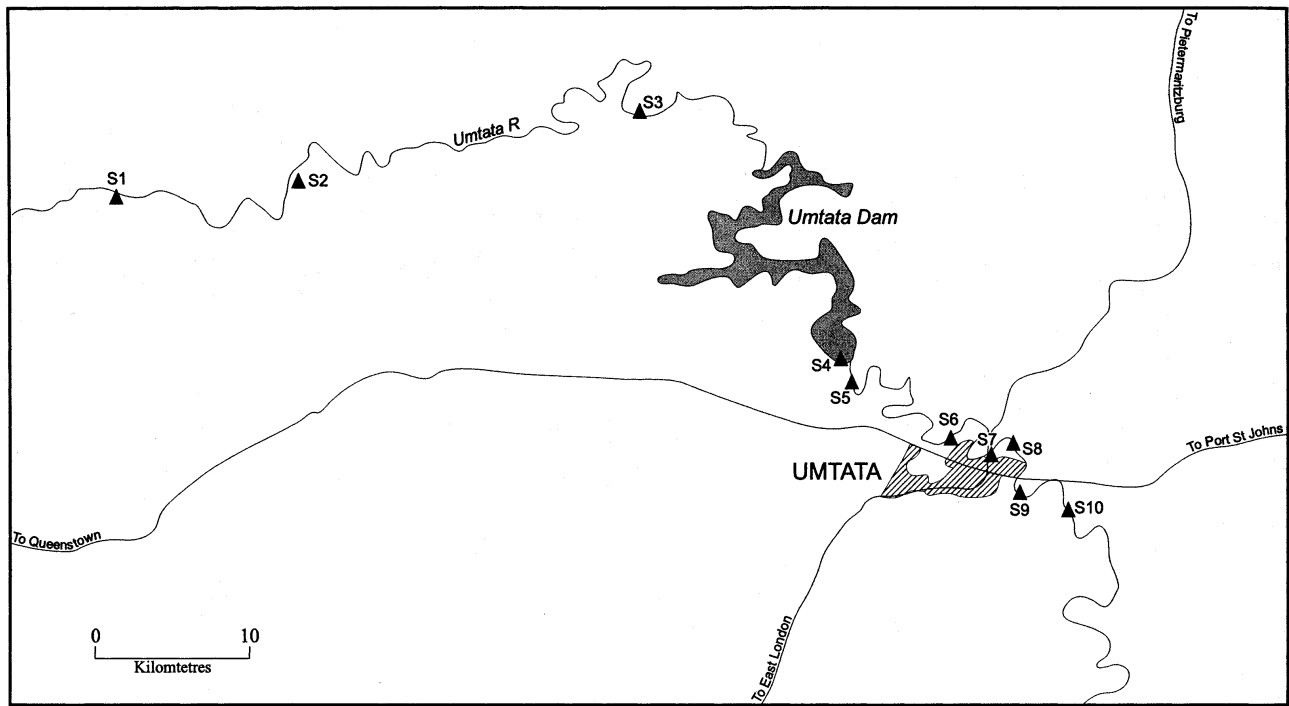 To Pietermaritzburg
S3
Umtata R
S1
S2
Umtata Dam
S4
S5
S6
S7
S8
To Port St Johns
UMTATA
S9
S10
To Queenstown
To East London
0 10
Kilomtetres